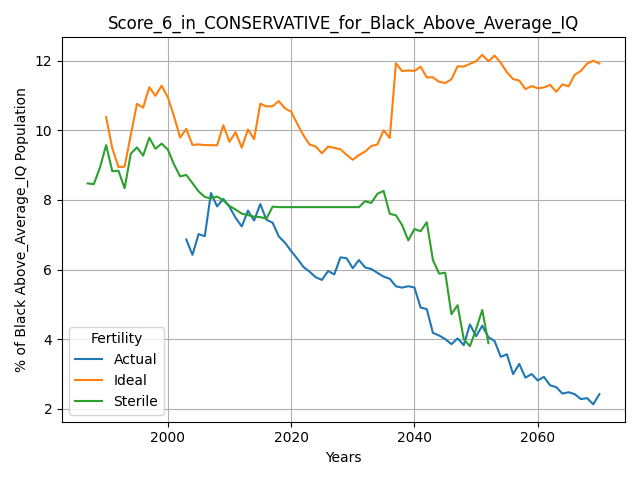 Score_6_in_CONSERVATIVE_for_Black_Above_Average_IQ
% of Black Above_Average_IQ Population
12
10
8
6
4
2
Fertility
Actual
Ideal
Sterile
2000
2020
2040
2060
Years